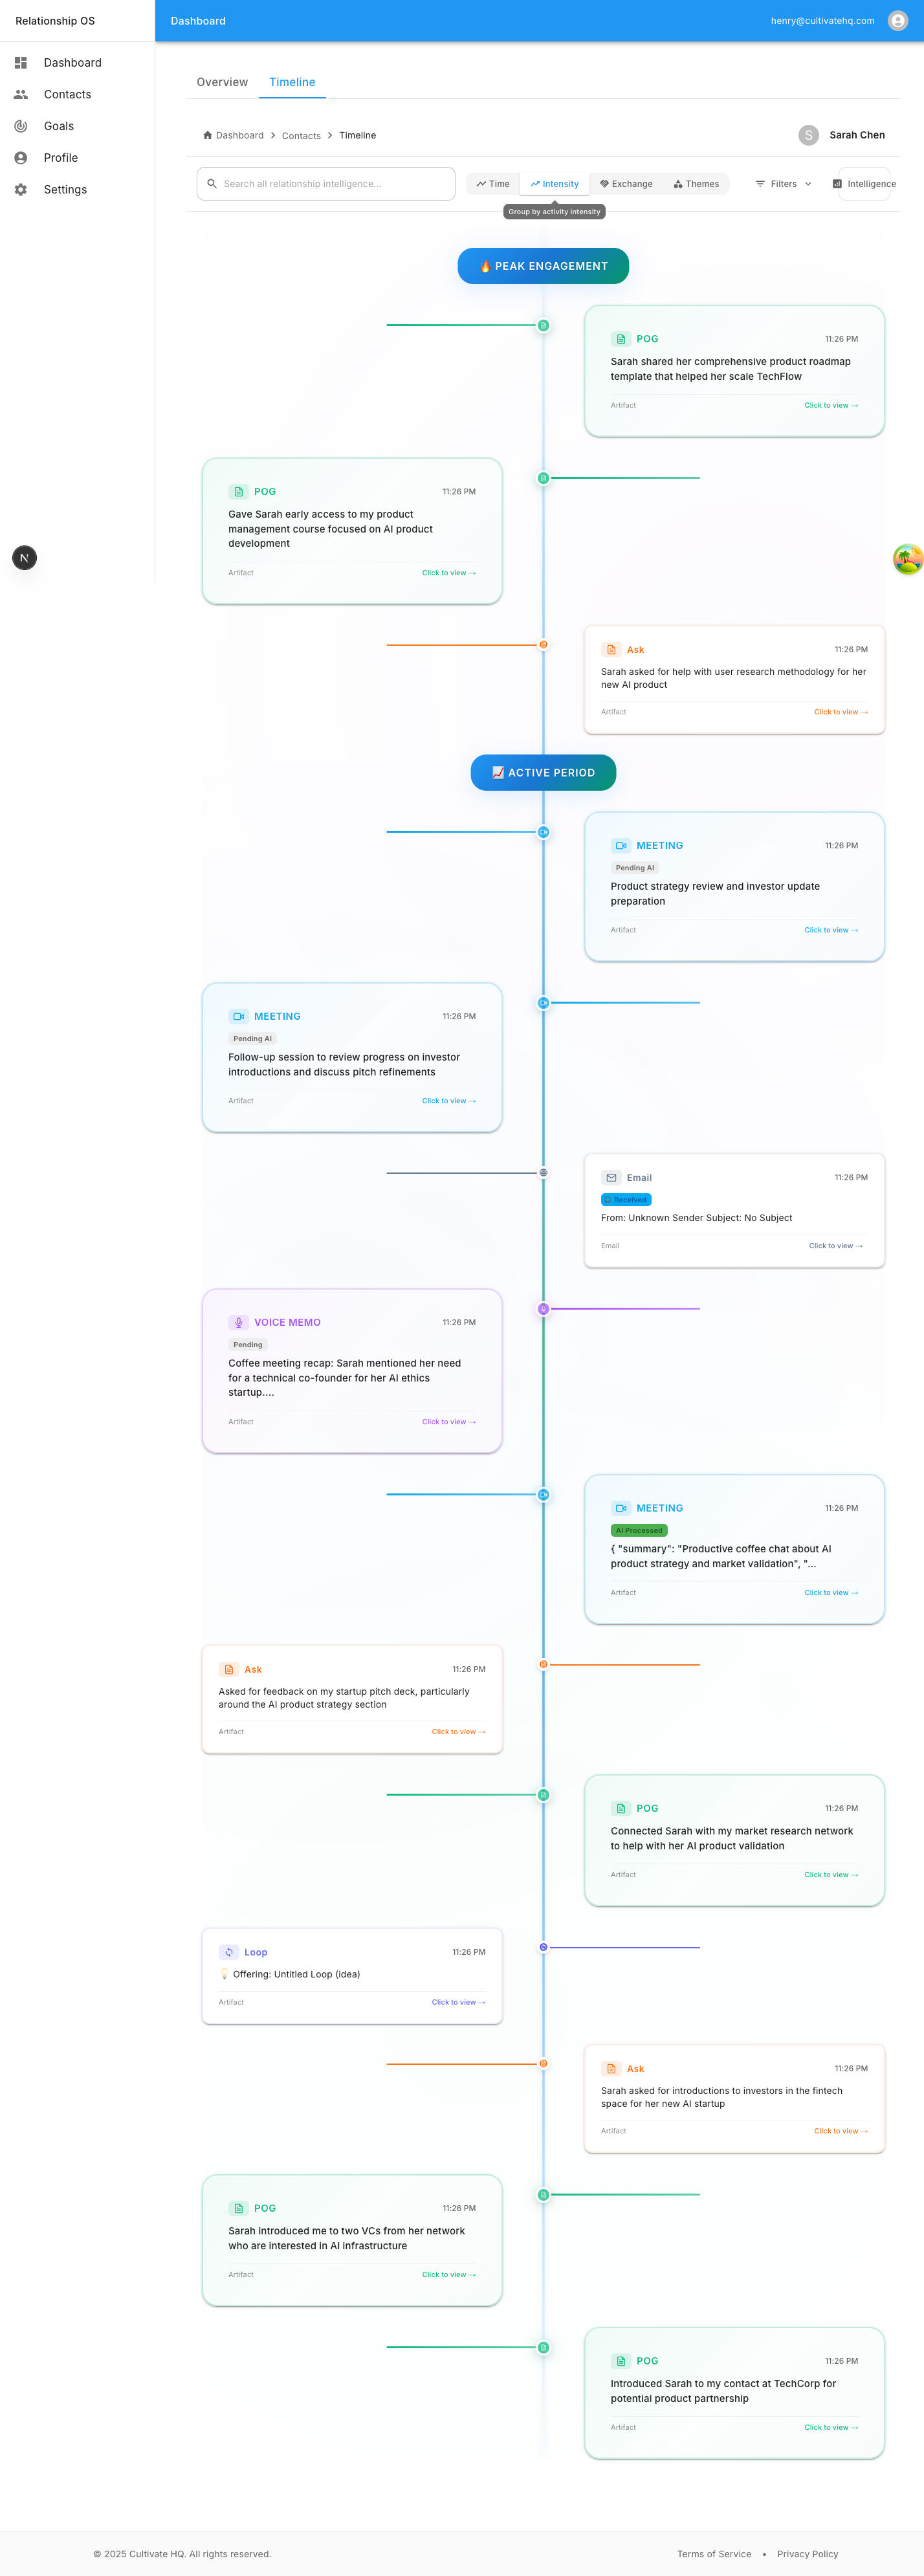 Relationship OS
Dashboard
henry@cultivatehq.com
Dashboard
Contacts
Goals
Profile
Settings
Overview
Timeline
Dashboard > Contacts > Timeline
S
Sarah Chen
Search all relationship intelligence...
Time
Intensity
Exchange
Themes
Filters
Intelligence
Group by activity intensity
🔥 PEAK ENGAGEMENT
POG
11:26 PM
Sarah shared her comprehensive product roadmap
template that helped her scale TechFlow
Artifact
Click to view →
POG
11:26 PM
Gave Sarah early access to my product
management course focused on AI product
development
Artifact
Click to view →
N
Ask
11:26 PM
Sarah asked for help with user research methodology for her
new AI product
Artifact
Click to view →
📈 ACTIVE PERIOD
MEETING
11:26 PM
Pending AI
Product strategy review and investor update
preparation
Artifact
Click to view →
MEETING
11:26 PM
Pending AI
Follow-up session to review progress on investor
introductions and discuss pitch refinements
Artifact
Click to view →
Email
11:26 PM
Received
From: Unknown Sender Subject: No Subject
Email
Click to view →
VOICE MEMO
11:26 PM
Pending
Coffee meeting recap: Sarah mentioned her need
for a technical co-founder for her AI ethics
startup....
Artifact
Click to view →
MEETING
11:26 PM
AI Processed
{ "summary": "Productive coffee chat about AI
product strategy and market validation", "...
Artifact
Click to view →
Ask
11:26 PM
Asked for feedback on my startup pitch deck, particularly
around the AI product strategy section
Artifact
Click to view →
POG
11:26 PM
Connected Sarah with my market research network
to help with her AI product validation
Artifact
Click to view →
Loop
11:26 PM
💡 Offering: Untitled Loop (idea)
Artifact
Click to view →
Ask
11:26 PM
Sarah asked for introductions to investors in the fintech
space for her new AI startup
Artifact
Click to view →
POG
11:26 PM
Sarah introduced me to two VCs from her network
who are interested in AI infrastructure
Artifact
Click to view →
POG
11:26 PM
Introduced Sarah to my contact at TechCorp for
potential product partnership
Artifact
Click to view →
© 2025 Cultivate HQ. All rights reserved.
Terms of Service • Privacy Policy